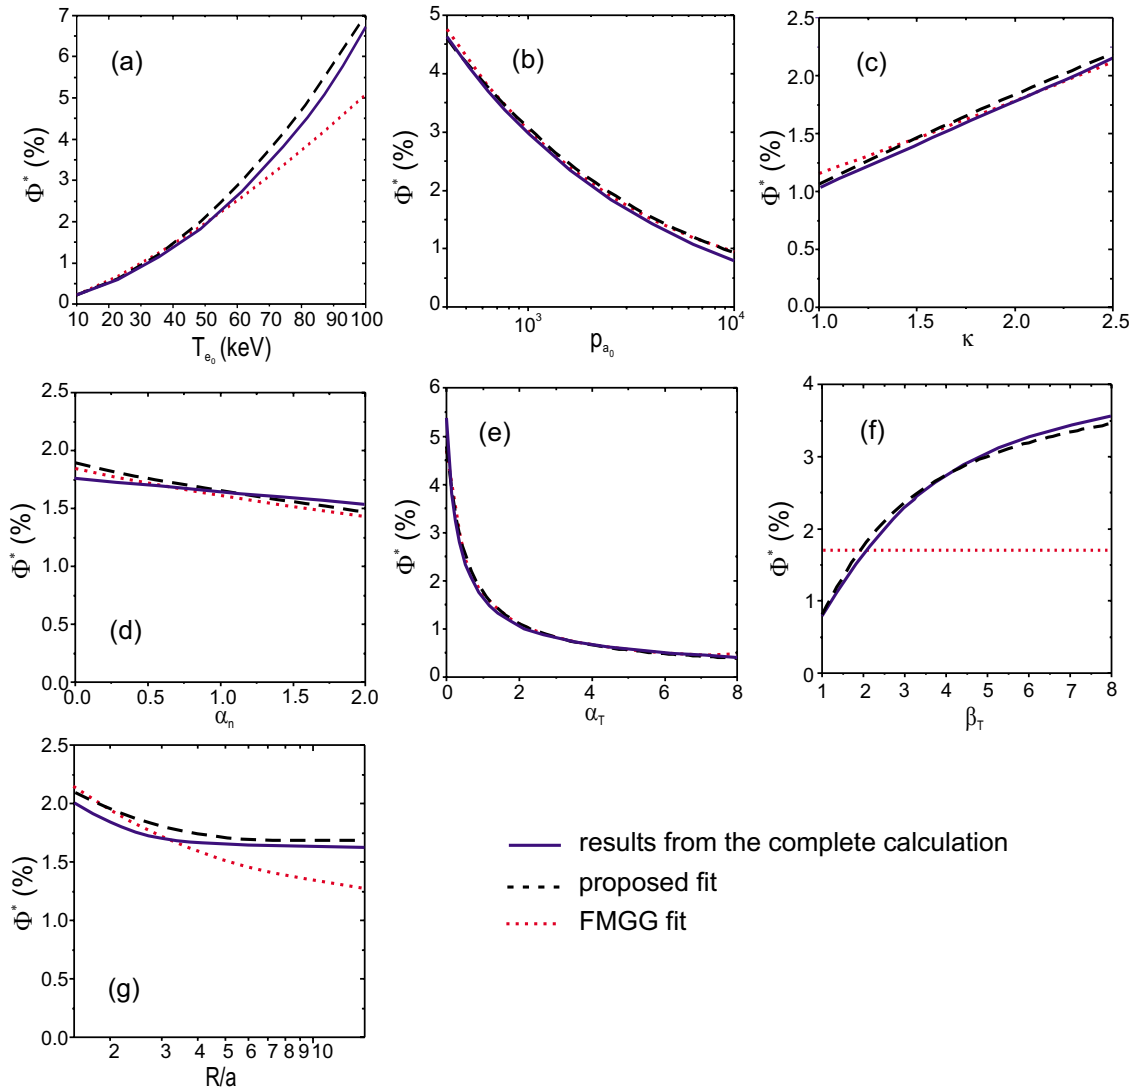 (a)
Φ* (%)
7
6
5
4
3
2
1
0
10 20 30 40 50 60 70 80 90 100
Te₀ (keV)
(b)
Φ* (%)
5
4
3
2
1
0
10³ 10⁴
pa₀
(c)
Φ* (%)
2.5
2.0
1.5
1.0
0.5
0.0
1.0 1.5 2.0 2.5
κ
(d)
Φ* (%)
2.5
2.0
1.5
1.0
0.5
0.0
0.0 0.5 1.0 1.5 2.0
αn
(e)
Φ* (%)
6
5
4
3
2
1
0
0 2 4 6 8
αT
(f)
Φ* (%)
4
3
2
1
0
1 2 3 4 5 6 7 8
βT
(g)
Φ* (%)
2.5
2.0
1.5
1.0
0.5
0.0
2 3 4 5 6 7 8 9 10
R/a
results from the complete calculation
proposed fit
FMGG fit